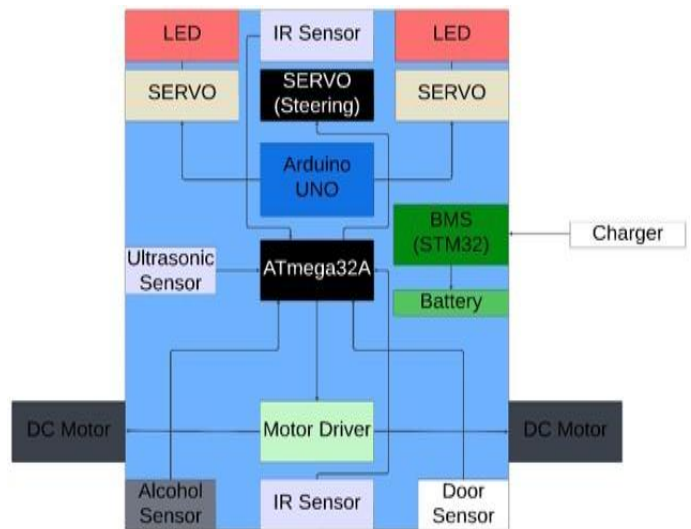 LED
IR Sensor
LED
SERVO
SERVO
(Steering)
SERVO
Arduino
UNO
BMS
(STM32)
Charger
Ultrasonic
Sensor
ATmega32A
Battery
DC Motor
Motor Driver
DC Motor
Alcohol
Sensor
IR Sensor
Door
Sensor